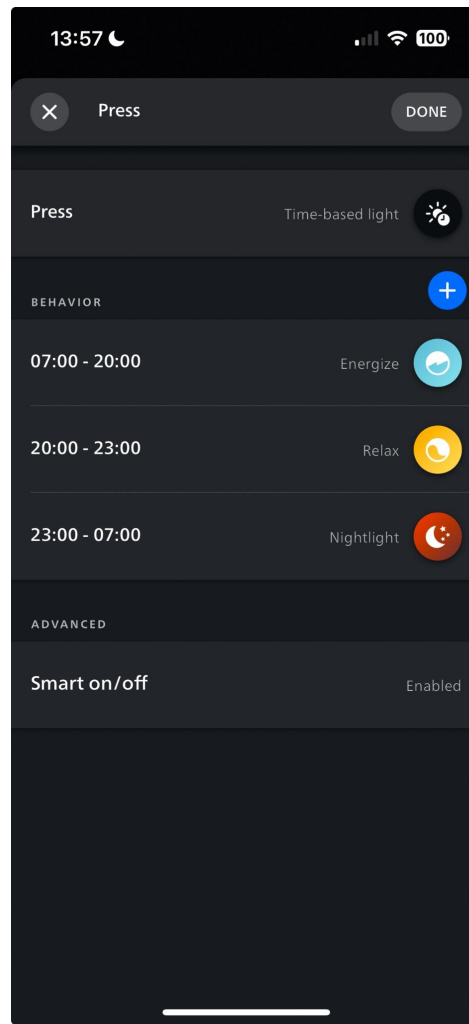 13:57
100
Press
DONE
Press Time-based light
BEHAVIOR
07:00 - 20:00 Energize
20:00 - 23:00 Relax
23:00 - 07:00 Nightlight
ADVANCED
Smart on/off Enabled